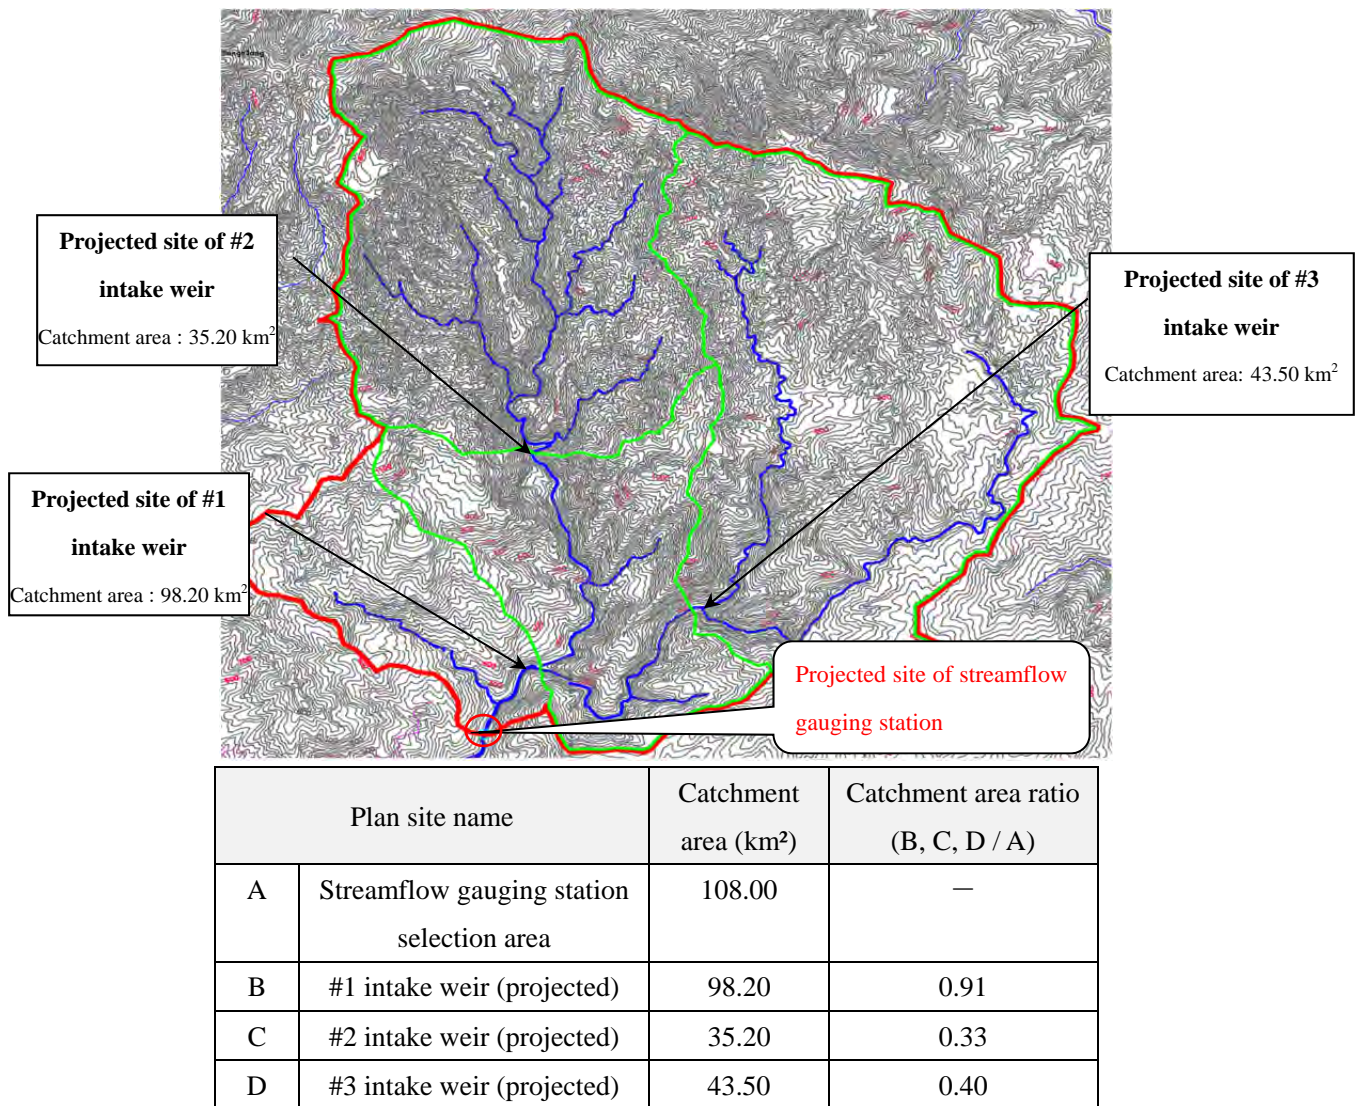 Projected site of #2
intake weir
Catchment area : 35.20 km²
Projected site of #3
intake weir
Catchment area: 43.50 km²
Projected site of #1
intake weir
Catchment area : 98.20 km²
Projected site of streamflow
gauging station
Plan site name
Catchment
area (km²)
Catchment area ratio
(B, C, D / A)
A
Streamflow gauging station
selection area
108.00
—
B
#1 intake weir (projected)
98.20
0.91
C
#2 intake weir (projected)
35.20
0.33
D
#3 intake weir (projected)
43.50
0.40